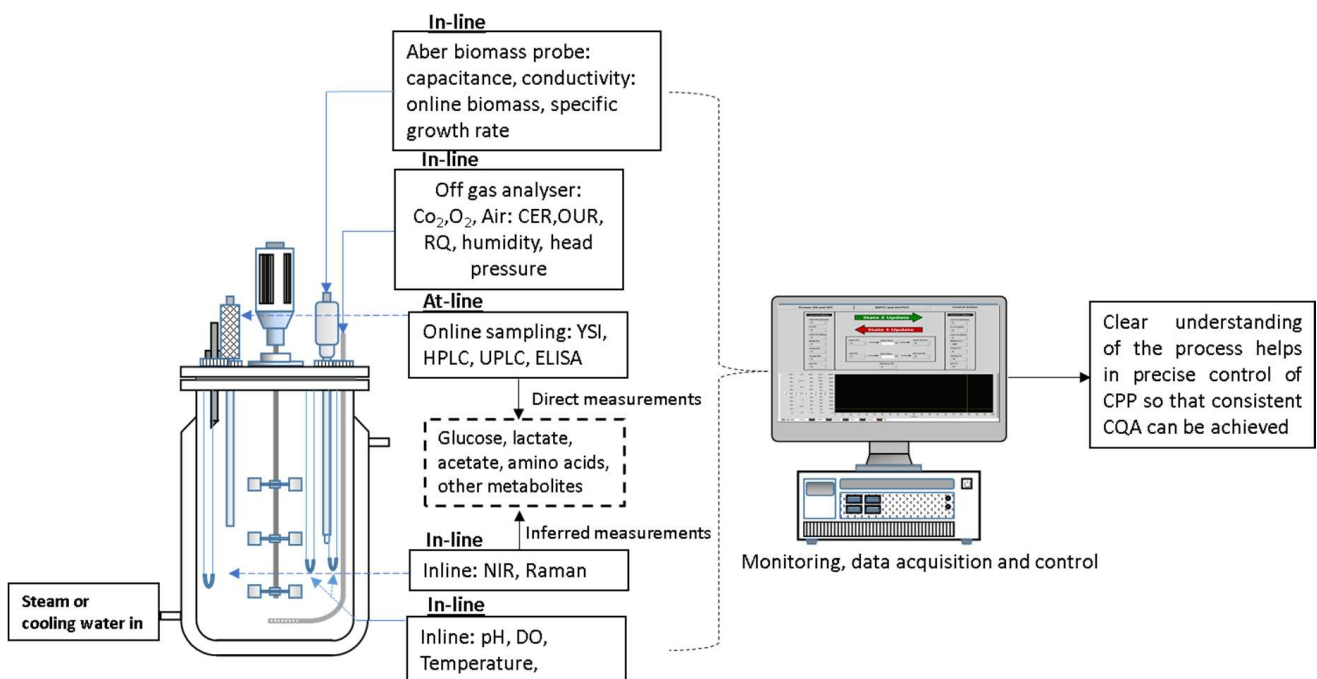 In-line
Aber biomass probe:
capacitance, conductivity:
online biomass, specific
growth rate
In-line
Off gas analyser:
Co₂,O₂, Air: CER,OUR,
RQ, humidity, head
pressure
At-line
Online sampling: YSI,
HPLC, UPLC, ELISA
Direct measurements
Glucose, lactate,
acetate, amino acids,
other metabolites
Inferred measurements
In-line
Inline: NIR, Raman
In-line
Inline: pH, DO,
Temperature,
Steam or
cooling water in
State 2 Update
State 1 Update
Monitoring, data acquisition and control
Clear understanding
of the process helps
in precise control of
CPP so that consistent
CQA can be achieved